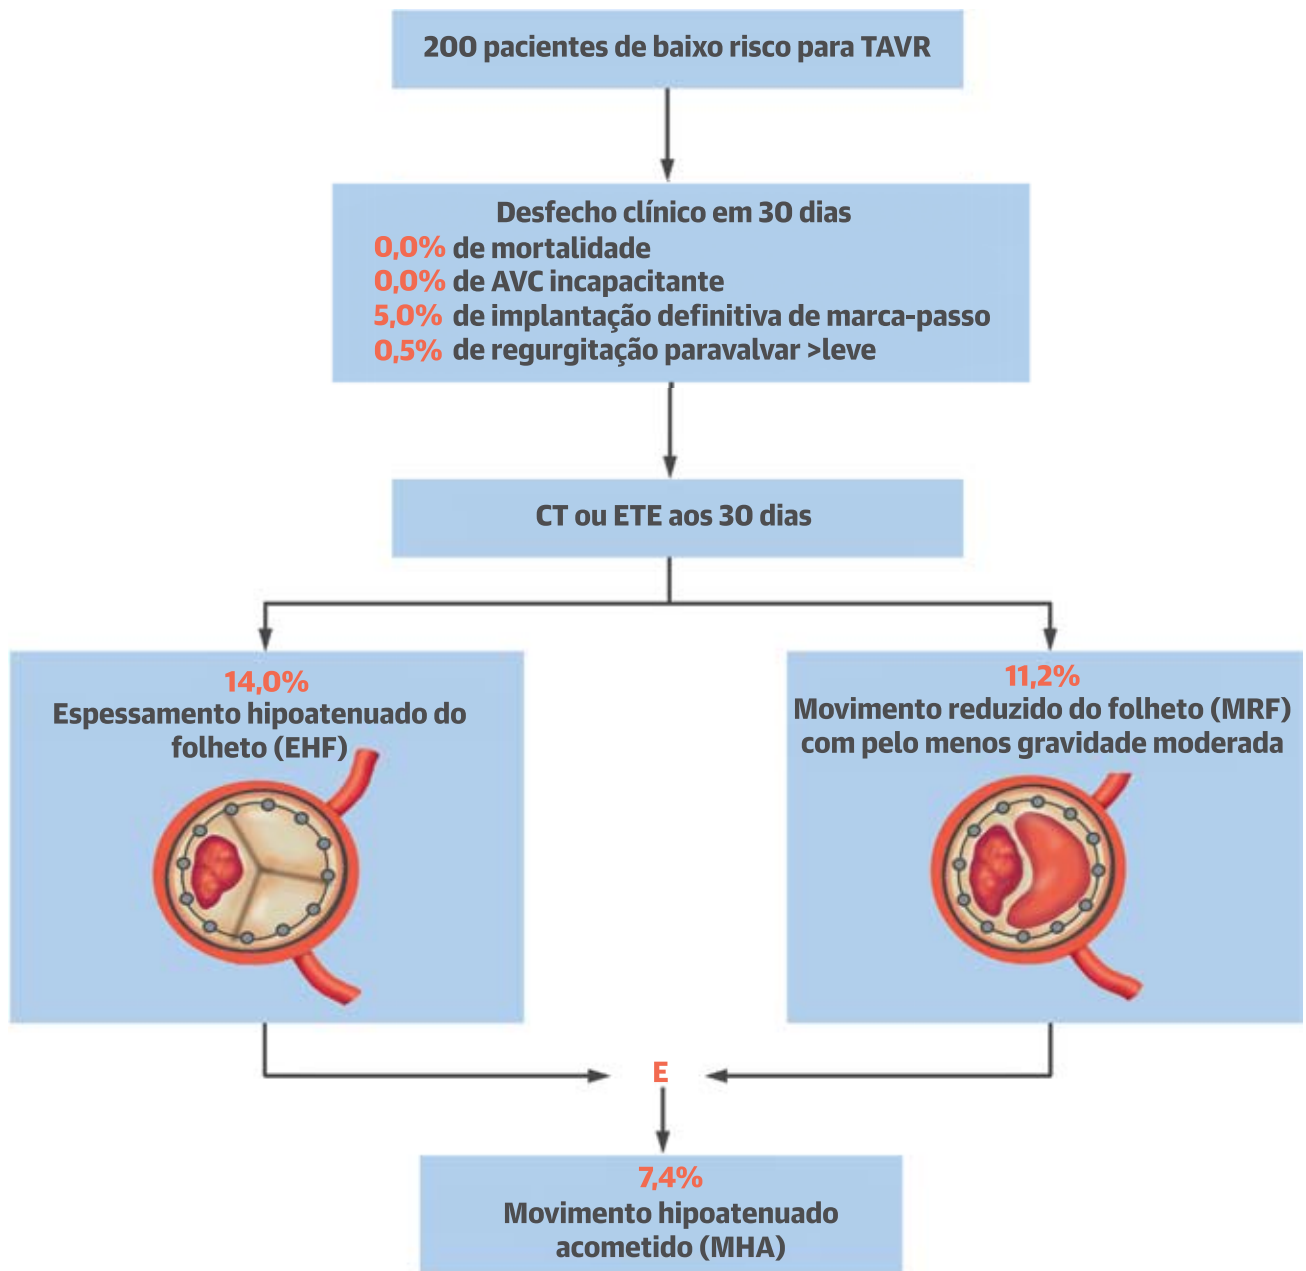 200 pacientes de baixo risco para TAVR
Desfecho clínico em 30 dias
0,0% de mortalidade
0,0% de AVC incapacitante
5,0% de implantação definitiva de marca-passo
0,5% de regurgitação paravalvar >leve
CT ou ETE aos 30 dias
14,0%
Espessamento hipoatenuado do
folheto (EHF)
11,2%
Movimento reduzido do folheto (MRF)
com pelo menos gravidade moderada
E
7,4%
Movimento hipoatenuado
acometido (MHA)